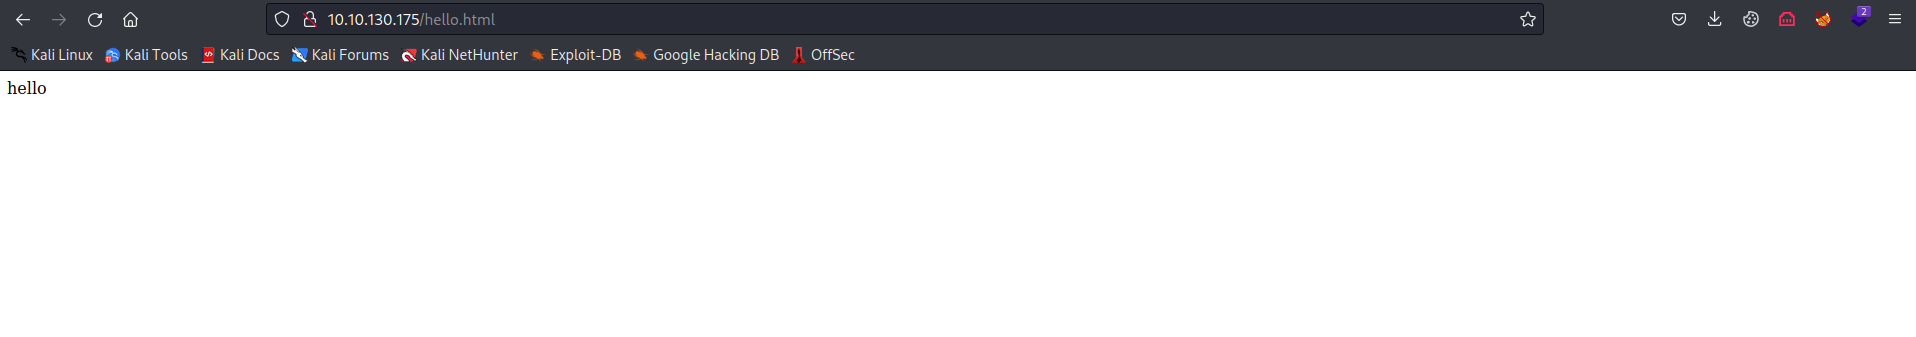 10.10.130.175/hello.html
2
Kali Linux Kali Tools Kali Docs Kali Forums Kali NetHunter Exploit-DB Google Hacking DB OffSec
hello